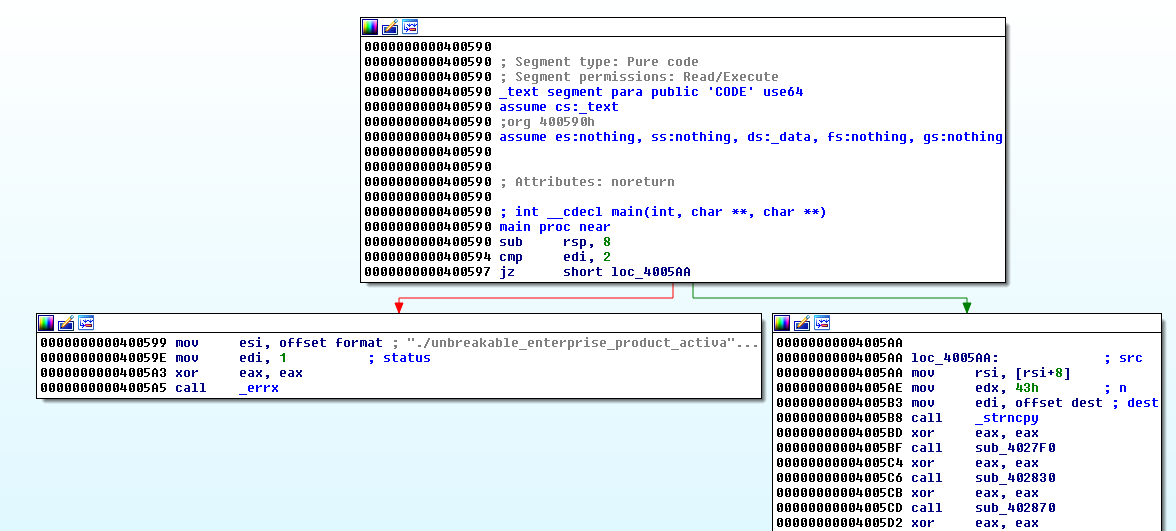 0000000000400590
0000000000400590 ; Segment type: Pure code
0000000000400590 ; Segment permissions: Read/Execute
0000000000400590 _text segment para public 'CODE' use64
0000000000400590 assume cs:_text
0000000000400590 ;org 400590h
0000000000400590 assume es:nothing, ss:nothing, ds:_data, fs:nothing, gs:nothing
0000000000400590
0000000000400590
0000000000400590 ; Attributes: noreturn
0000000000400590
0000000000400590 ; int __cdecl main(int, char **, char **)
0000000000400590 main proc near
0000000000400590 sub rsp, 8
0000000000400594 cmp edi, 2
0000000000400597 jz short loc_4005AA
0000000000400599 mov esi, offset format ; "./unbreakable_enterprise_product_activa"...
000000000040059E mov edi, 1 ; status
00000000004005A3 xor eax, eax
00000000004005A5 call _errx
00000000004005AA
00000000004005AA loc_4005AA: ; src
00000000004005AA mov rsi, [rsi+8]
00000000004005AE mov edx, 43h ; n
00000000004005B3 mov edi, offset dest ; dest
00000000004005B8 call _strncpy
00000000004005BD xor eax, eax
00000000004005BF call sub_4027F0
00000000004005C4 xor eax, eax
00000000004005C6 call sub_402830
00000000004005CB xor eax, eax
00000000004005CD call sub_402870
00000000004005D2 xor eax, eax